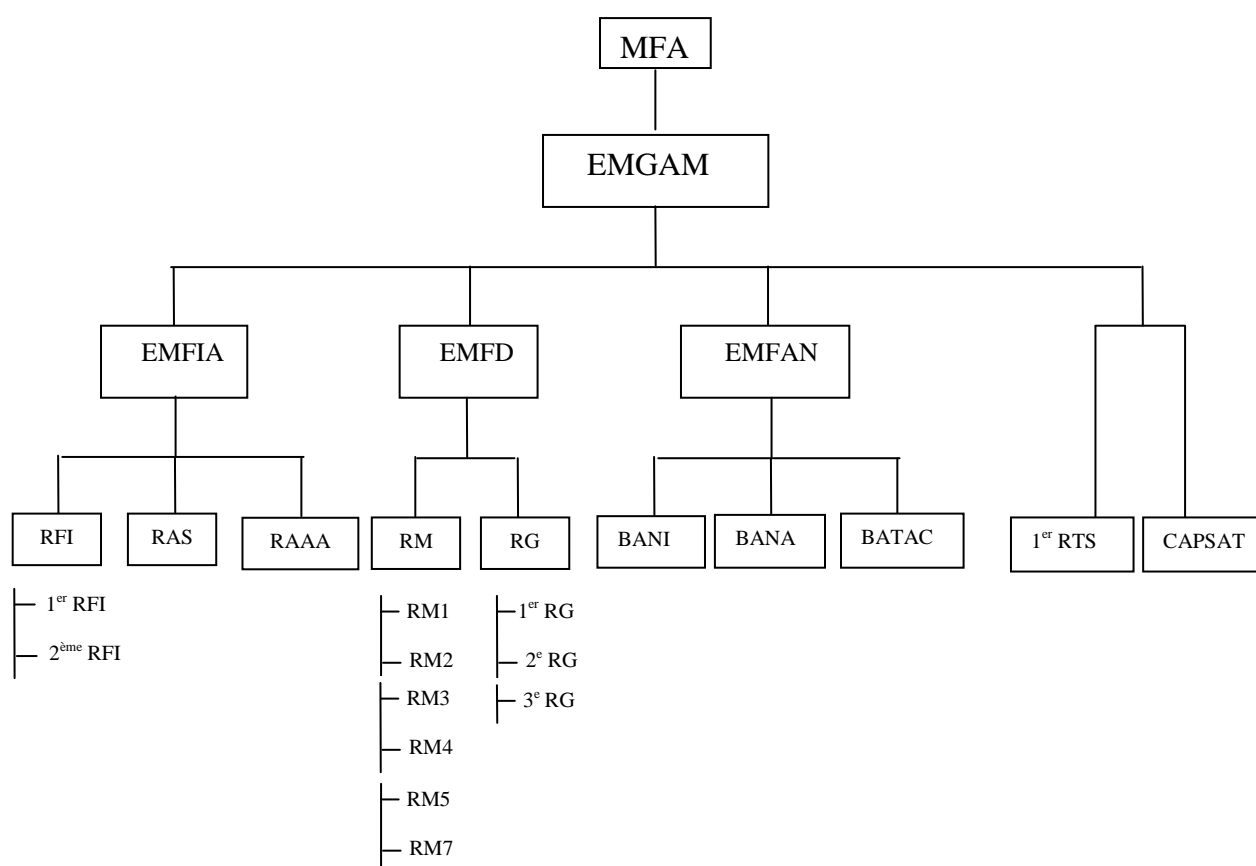 MFA
EMGAM
EMFIA EMFD EMFAN
RFI RAS RAAA RM RG BANI BANA BATAC 1er RTS CAPSAT
1er RFI RM1 1er RG
2ème RFI RM2 2e RG
RM3 3e RG
RM4
RM5
RM7